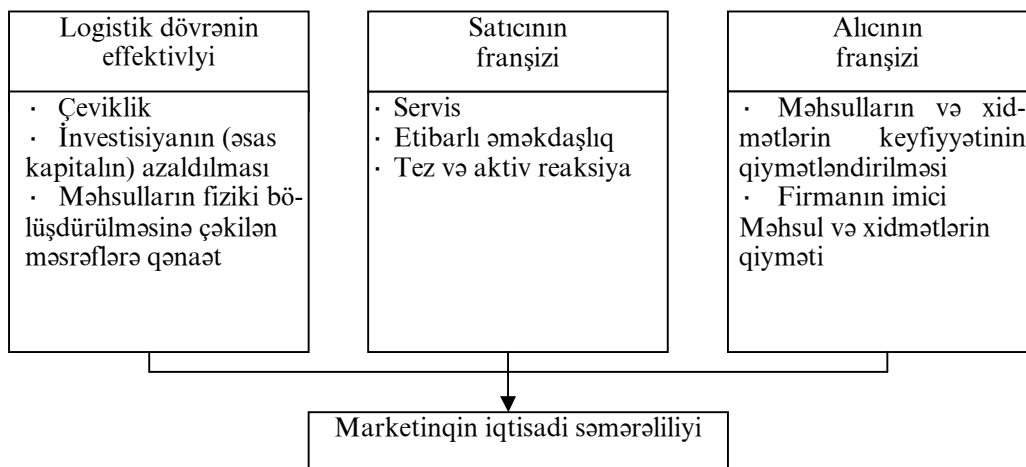 Logistik dövrənin
effektivlyi
· Çeviklik
· İnvestisiyanın (əsas
kapitalın) azaldılması
· Məhsulların fiziki bö-
lüşdürülməsinə çəkilən
məsrəflərə qənaət
Satıcının
franşizi
· Servis
· Etibarlı əməkdaşlıq
· Tez və aktiv reaksiya
Alıcının
franşizi
· Məhsulların və xid-
mətlərin keyfiyyətinin
qiymətləndirilməsi
· Firmanın imici
Məhsul və xidmətlərin
qiyməti
Marketinqin iqtisadi səmərəliliyi